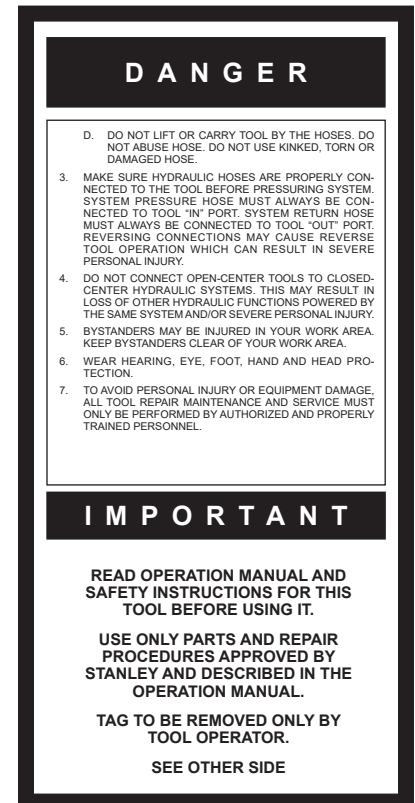 DANGER
D. DO NOT LIFT OR CARRY TOOL BY THE HOSES. DO
NOT ABUSE HOSE. DO NOT USE KINKED, TORN OR
DAMAGED HOSE.
3. MAKE SURE HYDRAULIC HOSES ARE PROPERLY CON-
NECTED TO THE TOOL BEFORE PRESSURING SYSTEM.
SYSTEM PRESSURE HOSE MUST ALWAYS BE CON-
NECTED TO TOOL “IN” PORT. SYSTEM RETURN HOSE
MUST ALWAYS BE CONNECTED TO TOOL “OUT” PORT.
REVERSING CONNECTIONS MAY CAUSE REVERSE
TOOL OPERATION WHICH CAN RESULT IN SEVERE
PERSONAL INJURY.
4. DO NOT CONNECT OPEN-CENTER TOOLS TO CLOSED-
CENTER HYDRAULIC SYSTEMS. THIS MAY RESULT IN
LOSS OF OTHER HYDRAULIC FUNCTIONS POWERED BY
THE SAME SYSTEM AND/OR SEVERE PERSONAL INJURY.
5. BYSTANDERS MAY BE INJURED IN YOUR WORK AREA.
KEEP BYSTANDERS CLEAR OF YOUR WORK AREA.
6. WEAR HEARING, EYE, FOOT, HAND AND HEAD PRO-
TECTION.
7. TO AVOID PERSONAL INJURY OR EQUIPMENT DAMAGE,
ALL TOOL REPAIR MAINTENANCE AND SERVICE MUST
ONLY BE PERFORMED BY AUTHORIZED AND PROPERLY
TRAINED PERSONNEL.
IMPORTANT
READ OPERATION MANUAL AND
SAFETY INSTRUCTIONS FOR THIS
TOOL BEFORE USING IT.
USE ONLY PARTS AND REPAIR
PROCEDURES APPROVED BY
STANLEY AND DESCRIBED IN THE
OPERATION MANUAL.
TAG TO BE REMOVED ONLY BY
TOOL OPERATOR.
SEE OTHER SIDE